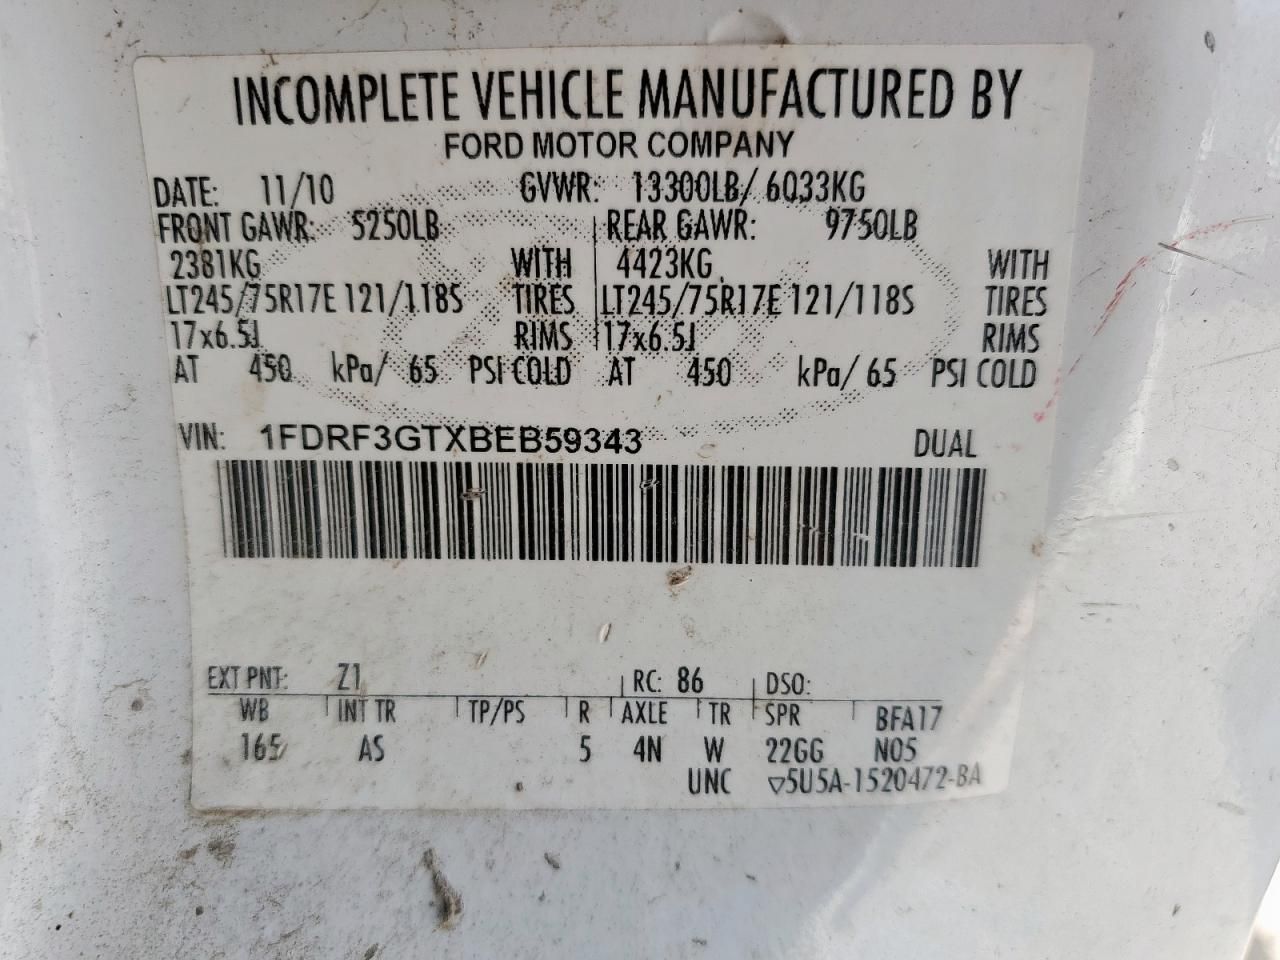 INCOMPLETE VEHICLE MANUFACTURED BY
FORD MOTOR COMPANY
DATE: 11/10 GVWR: 13300LB/ 6033KG
FRONT GAWR: 5250LB REAR GAWR: 9750LB
2381KG WITH 4423KG WITH
LT245/75R17E 121/118S TIRES LT245/75R17E 121/118S TIRES
17x6.5J RIMS 17x6.5J RIMS
AT 450 kPa/ 65 PSI COLD AT 450 kPa/ 65 PSI COLD
VIN: 1FDRF3GTXBEB59343 DUAL
EXT PNT: Z1 RC: 86 DSO:
WB INT TR TP/PS R AXLE TR SPR BFA17
165 AS 5 4N W 22GG N05
UNC ▽5U5A-1520472-BA